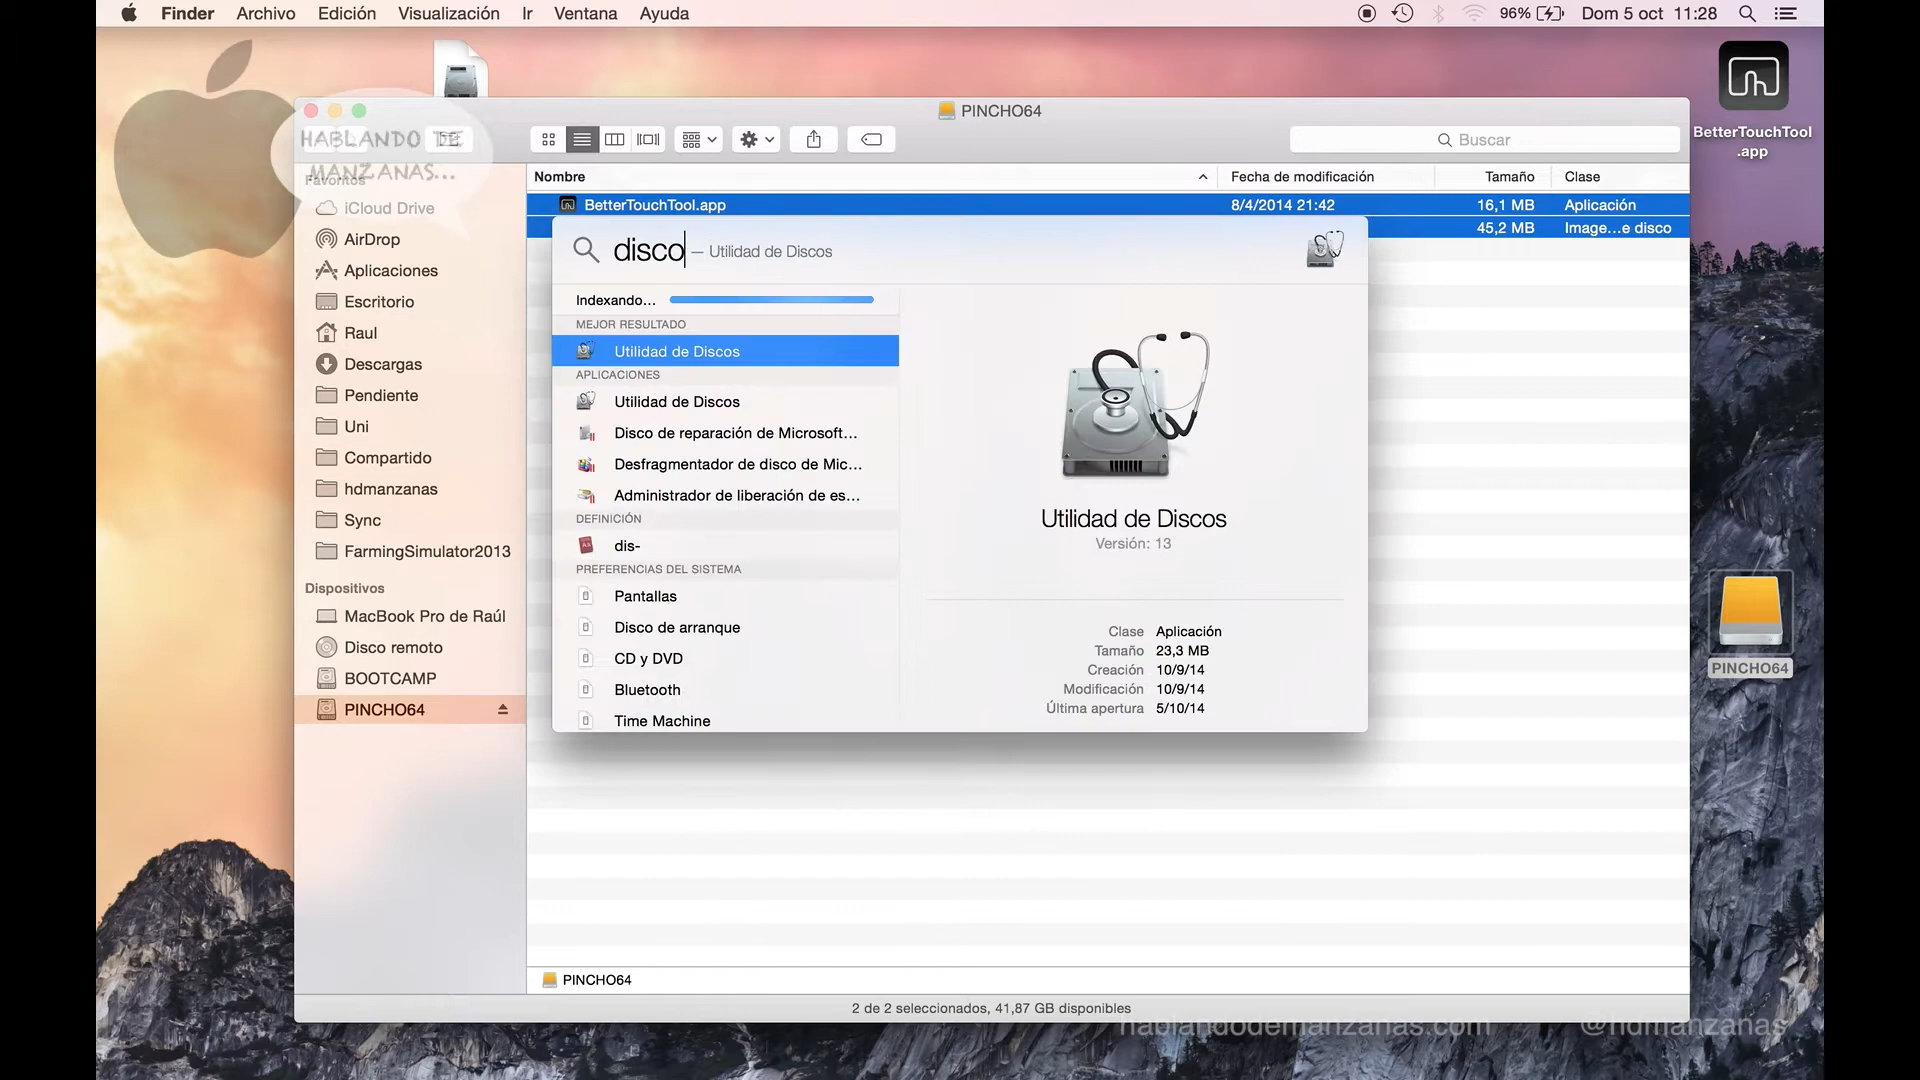 Finder Archivo Edición Visualización Ir Ventana Ayuda 96% Dom 5 oct 11:28
PINCHO64
HABLANDO DE
MANZANAS...
Buscar
BetterTouchTool
.app
Favoritos
iCloud Drive
AirDrop
Aplicaciones
Escritorio
Raul
Descargas
Pendiente
Uni
Compartido
hdmanzanas
Sync
FarmingSimulator2013
Dispositivos
MacBook Pro de Raúl
Disco remoto
BOOTCAMP
PINCHO64
Nombre Fecha de modificación Tamaño Clase
BetterTouchTool.app 8/4/2014 21:42 16,1 MB Aplicación
45,2 MB Image...e disco
disco — Utilidad de Discos
Indexando...
MEJOR RESULTADO
Utilidad de Discos
APLICACIONES
Utilidad de Discos
Disco de reparación de Microsoft...
Desfragmentador de disco de Mic...
Administrador de liberación de es...
DEFINICIÓN
dis-
PREFERENCIAS DEL SISTEMA
Pantallas
Disco de arranque
CD y DVD
Bluetooth
Time Machine
Utilidad de Discos
Versión: 13
Clase Aplicación
Tamaño 23,3 MB
Creación 10/9/14
Modificación 10/9/14
Última apertura 5/10/14
PINCHO64
PINCHO64
2 de 2 seleccionados, 41,87 GB disponibles
hablandodemanzanas.com @hdmanzanas